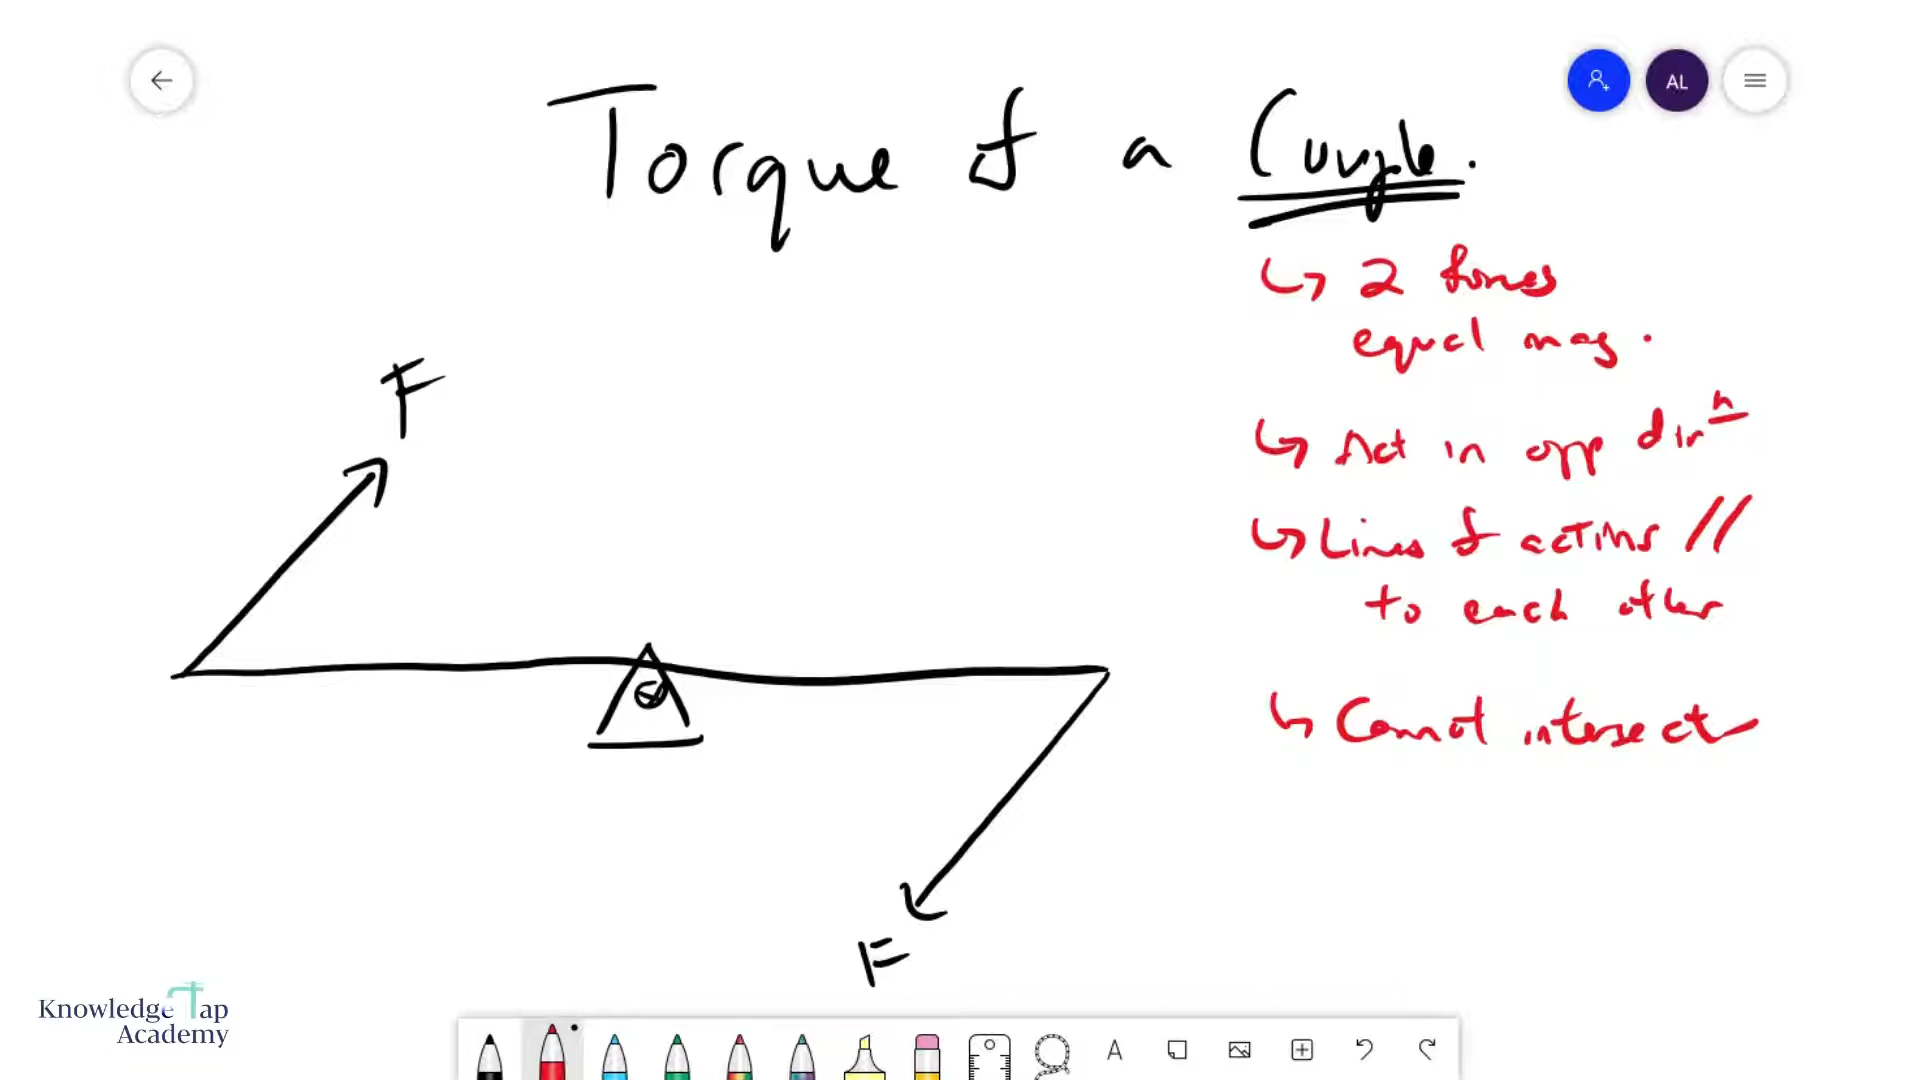 AL
Torque of a Couple.
↳ 2 forces
equal mag.
↳ Act in opp dirⁿ
↳ Lines of actions //
to each other
↳ Cannot intersect
F
F
Knowledge Tap
Academy
A